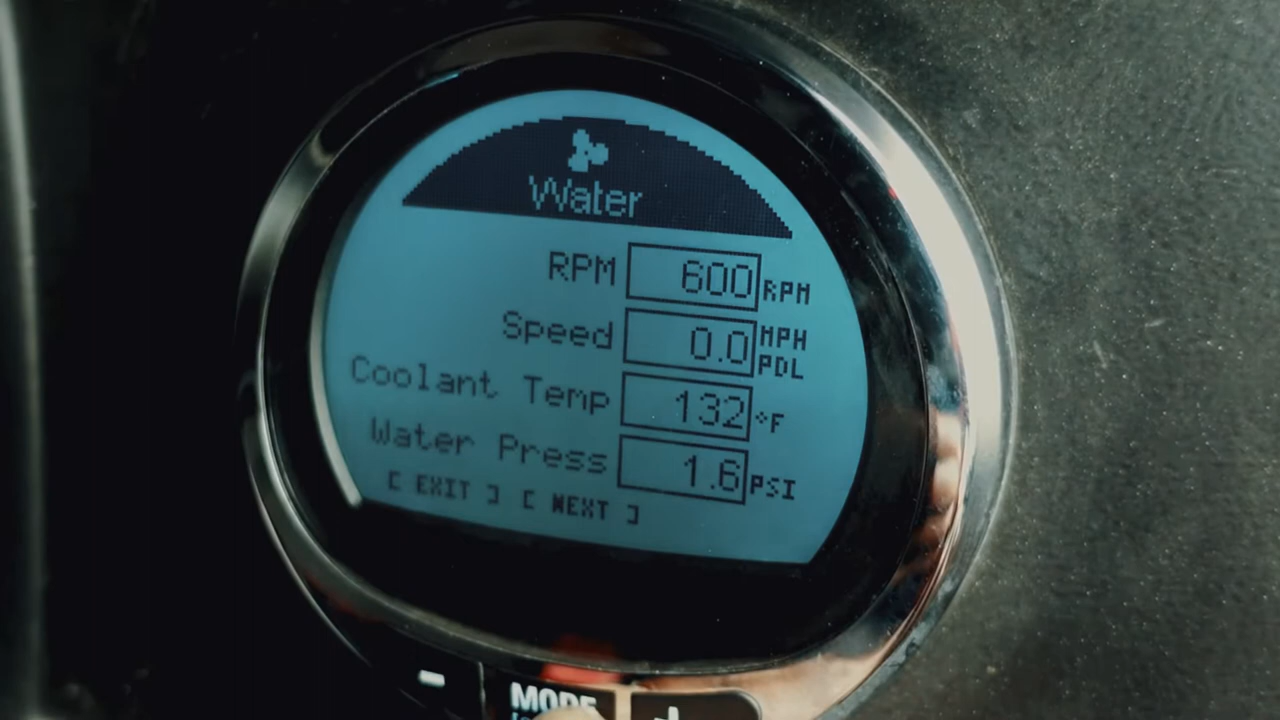 Water
RPM 600 RPM
Speed 0.0 MPH PDL
Coolant Temp 132 °F
Water Press 1.6 PSI
[ EXIT ] [ NEXT ]
- MODE +